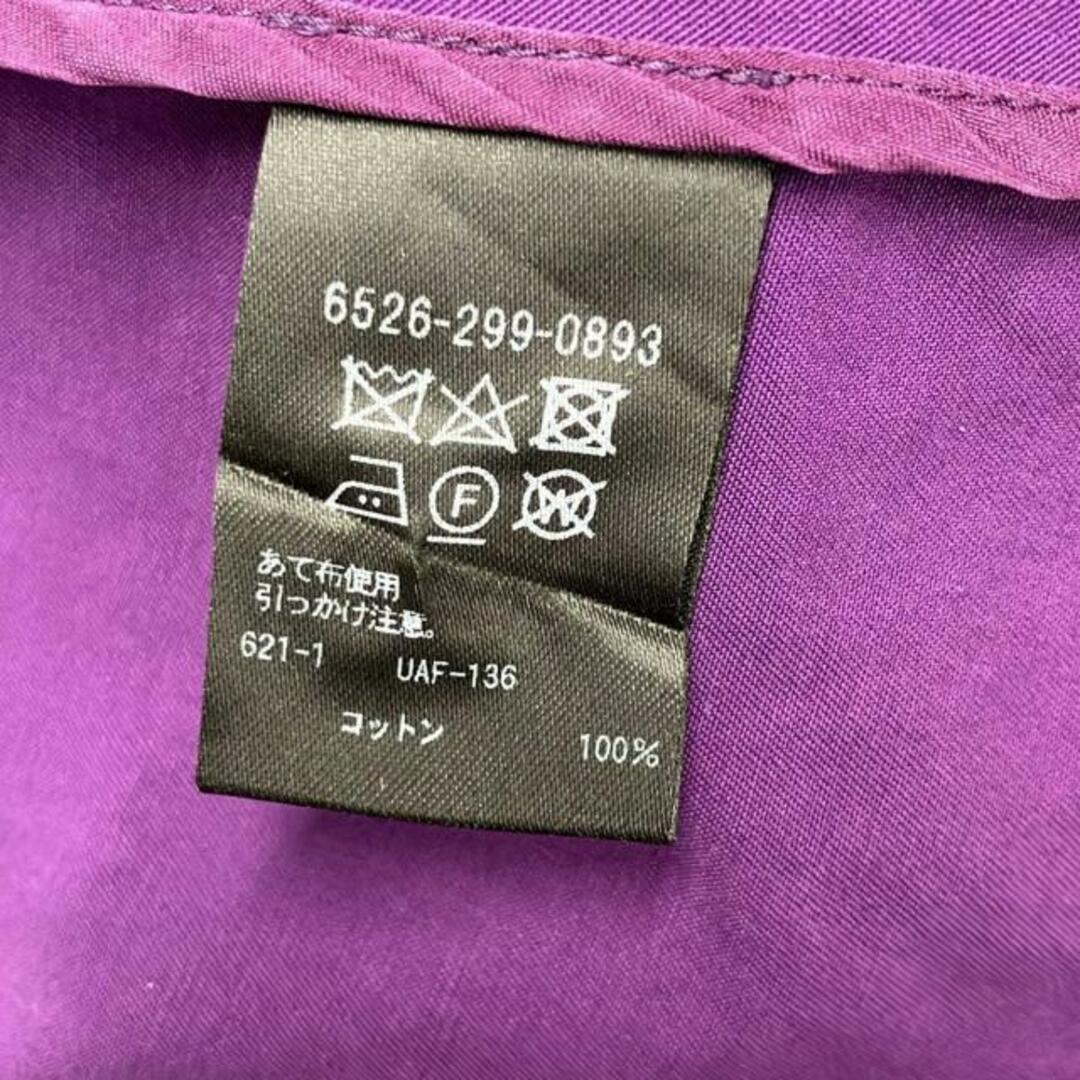 6526-299-0893
F W
あて布使用
引っかけ注意。
621-1 UAF-136
コットン 100%